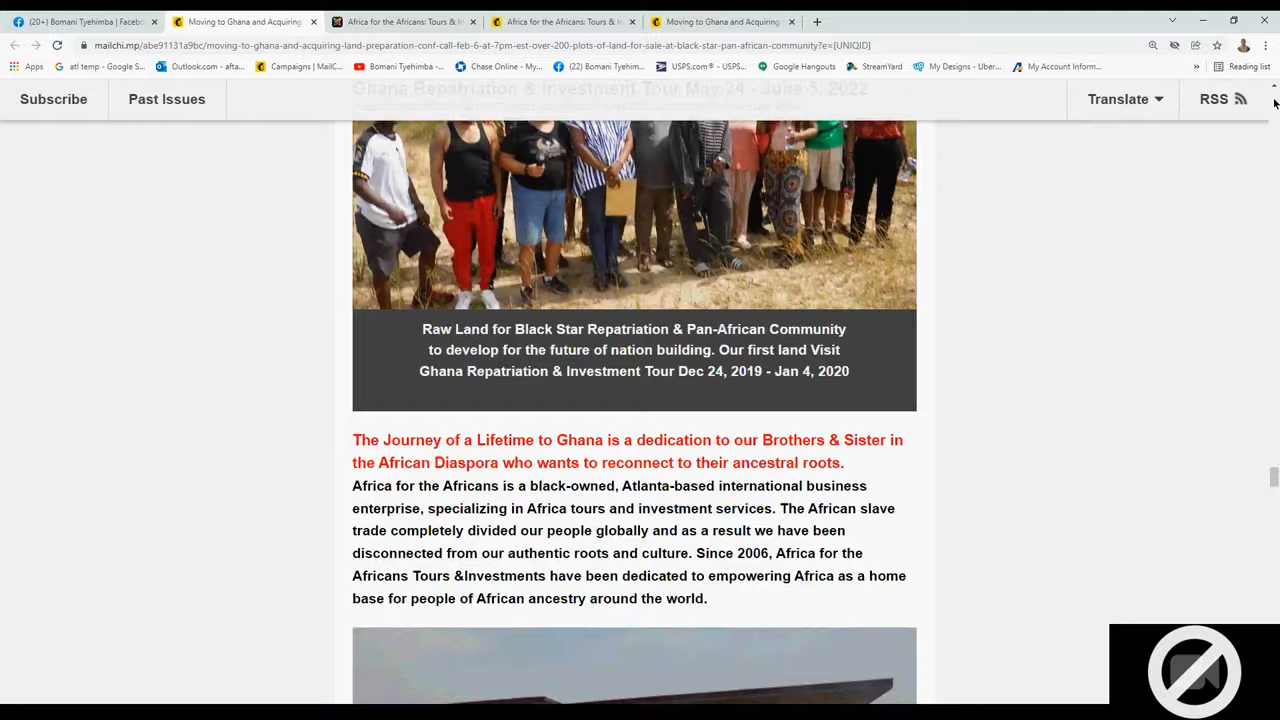 (20+) Bomani Tyehimba | Facebo
Moving to Ghana and Acquiring
Africa for the Africans: Tours & In
Africa for the Africans: Tours & In
Moving to Ghana and Acquiring
mailchi.mp/abe91131a9bc/moving-to-ghana-and-acquiring-land-preparation-conf-call-feb-6-at-7pm-est-over-200-plots-of-land-for-sale-at-black-star-pan-african-community?e=[UNIQID]
Apps
atl temp - Google S...
Outlook.com - afta...
Campaigns | MailC...
Bomani Tyehimba -...
Chase Online - My...
(22) Bomani Tyehim...
USPS.com® - USPS...
Google Hangouts
StreamYard
My Designs - Uber...
My Account Inform...
»
Reading list
Ghana Repatriation & Investment Tour May 24 - June 5, 2022
Subscribe
Past Issues
Translate
RSS
Raw Land for Black Star Repatriation & Pan-African Community
to develop for the future of nation building. Our first land Visit
Ghana Repatriation & Investment Tour Dec 24, 2019 - Jan 4, 2020
The Journey of a Lifetime to Ghana is a dedication to our Brothers & Sister in
the African Diaspora who wants to reconnect to their ancestral roots.
Africa for the Africans is a black-owned, Atlanta-based international business
enterprise, specializing in Africa tours and investment services. The African slave
trade completely divided our people globally and as a result we have been
disconnected from our authentic roots and culture. Since 2006, Africa for the
Africans Tours &Investments have been dedicated to empowering Africa as a home
base for people of African ancestry around the world.